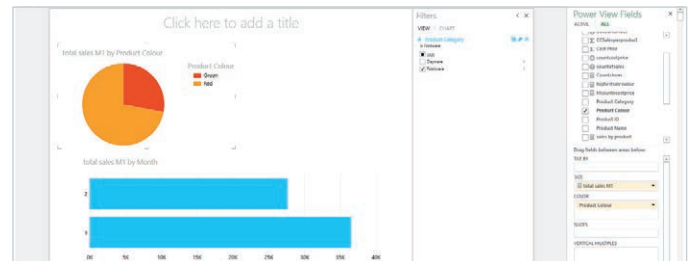 Click here to add a title
total sales M1 by Product Colour
Product Colour
Green
Red
total sales M1 by Month
2
0K 5K 10K 15K 20K 25K 30K 35K 40K
Filters
VIEW | CHART
Product Category
is Footwear
Footwear
Power View Fields
ACTIVE ALL
Cost Price
Product Category
Product Colour
Product ID
Product Name
sales by product
Drag fields between areas below:
TILE BY
SIZE
total sales M1
COLOR
Product Colour
SLICES
VERTICAL MULTIPLES